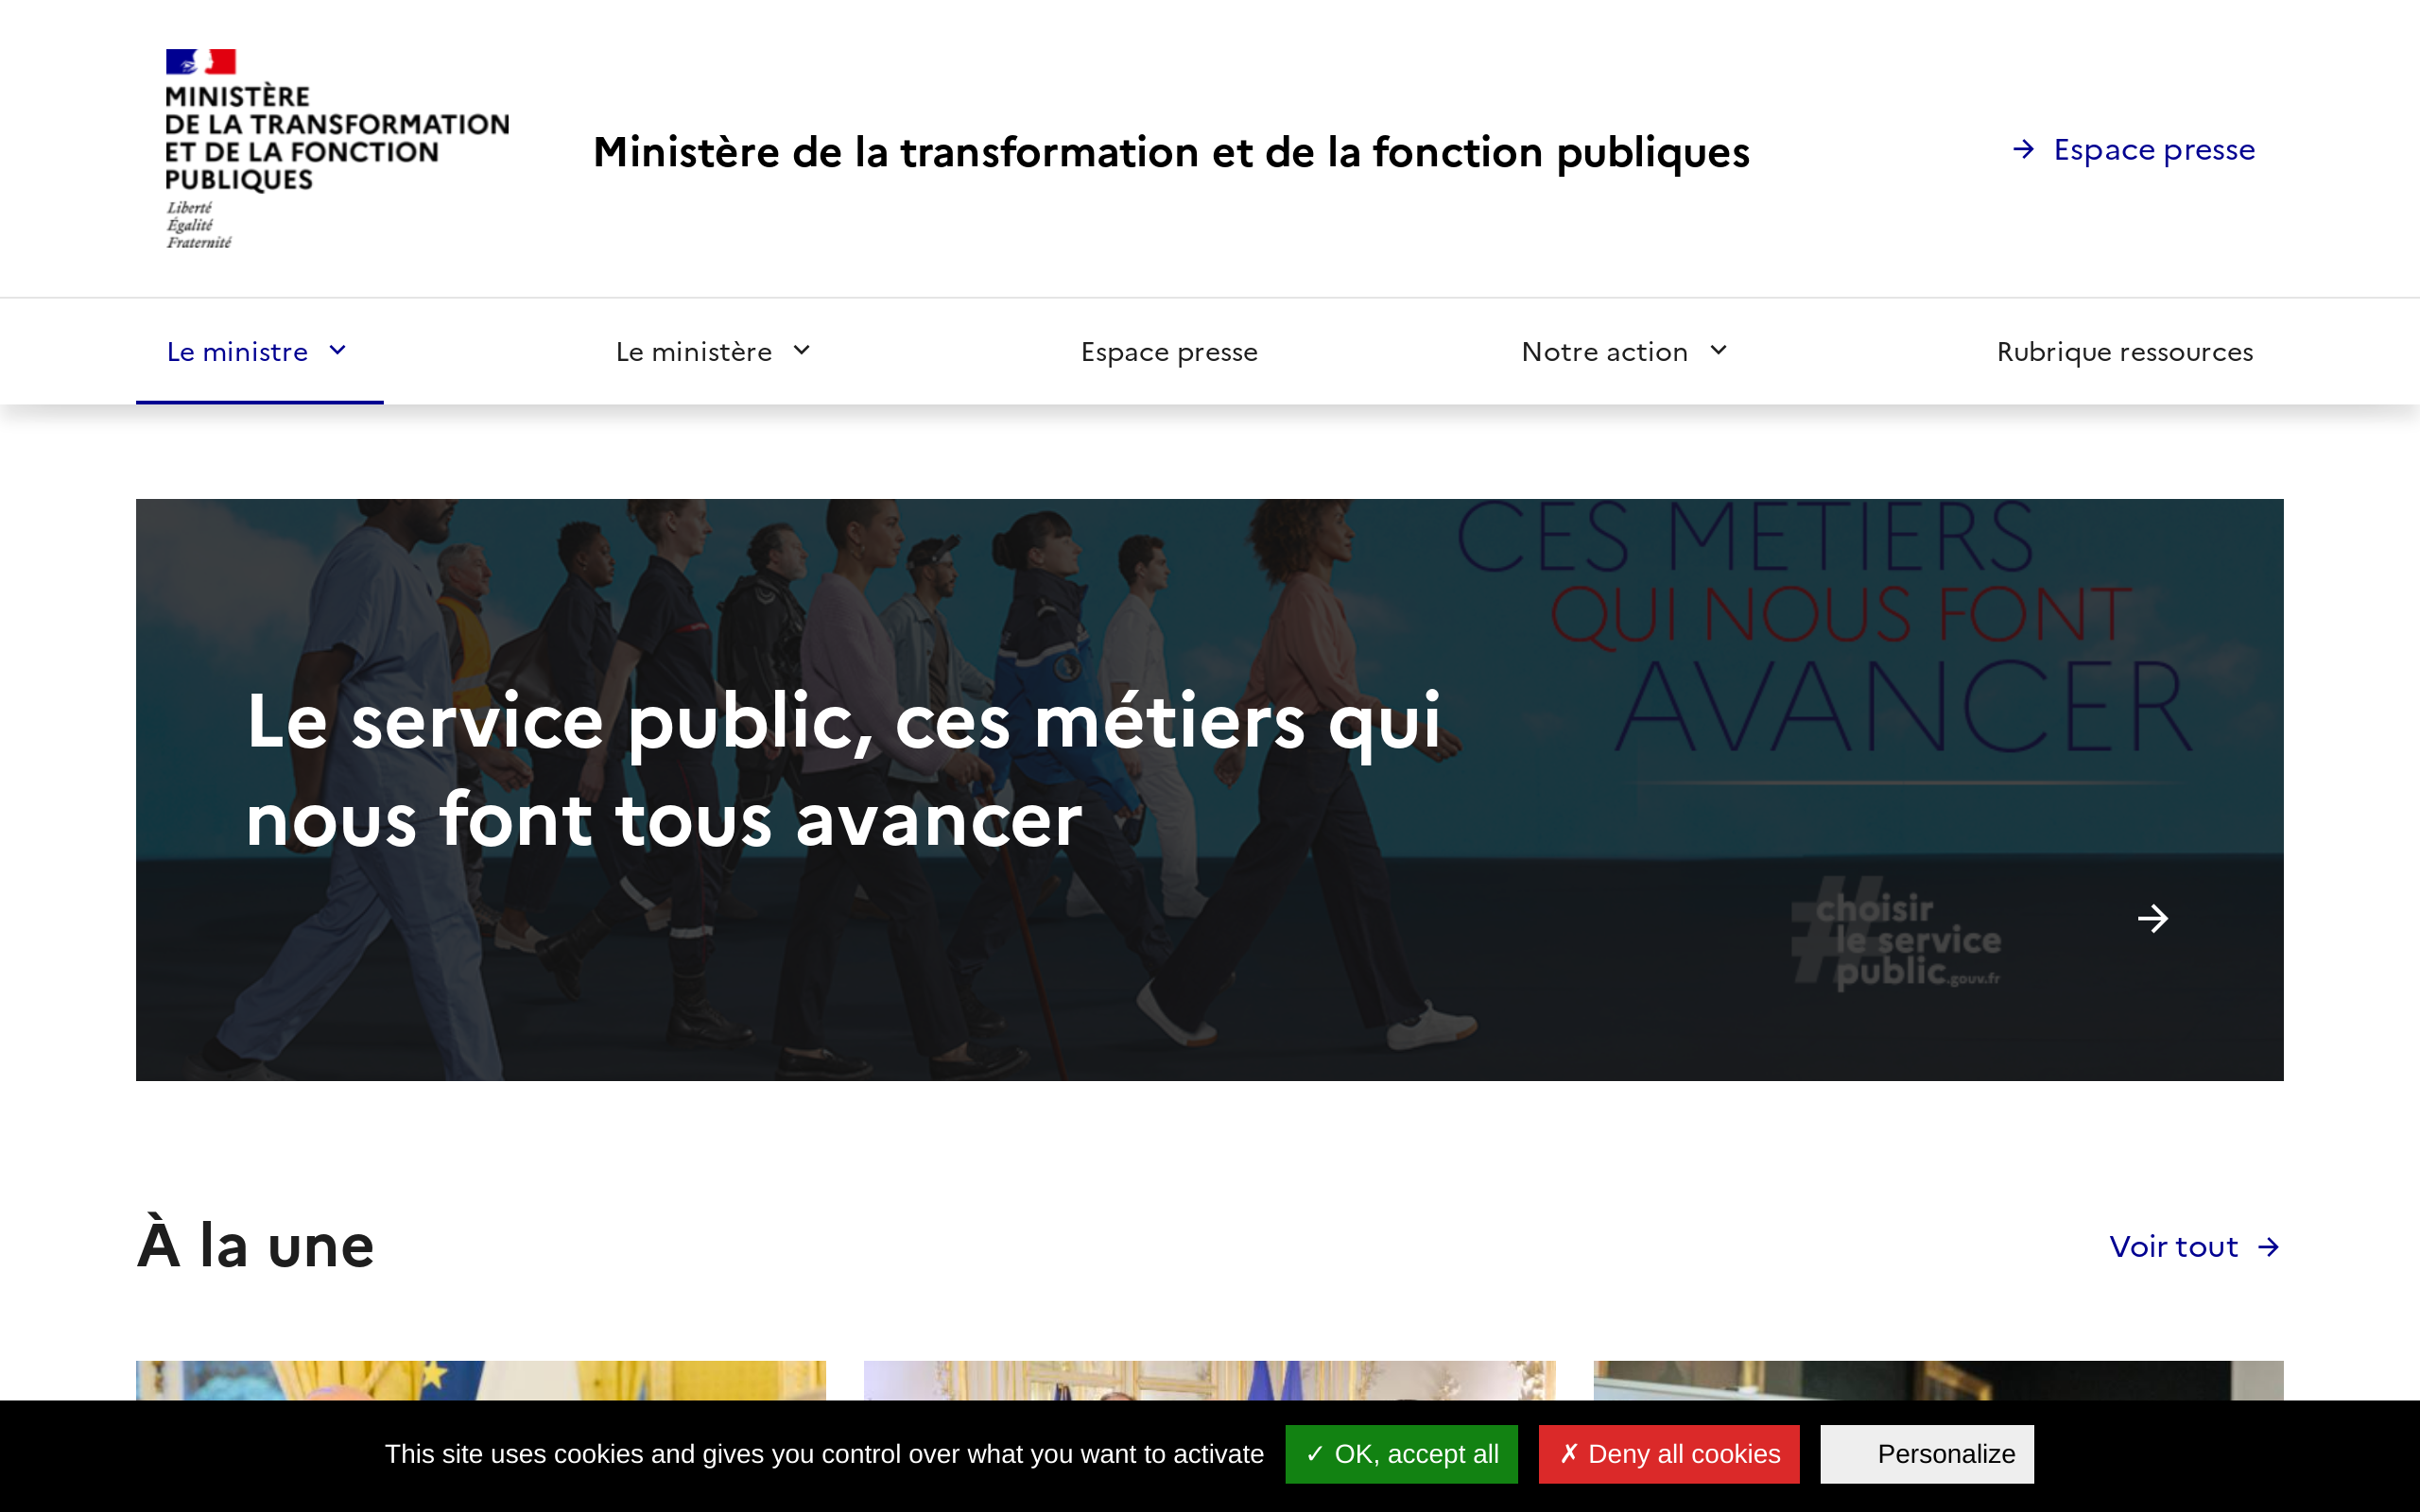 MINISTÈRE
DE LA TRANSFORMATION
ET DE LA FONCTION
PUBLIQUES
Liberté
Égalité
Fraternité
Ministère de la transformation et de la fonction publiques
Espace presse
Le ministre
Le ministère
Espace presse
Notre action
Rubrique ressources
CES MÉTIERS
QUI NOUS FONT
AVANCER
Le service public, ces métiers qui
nous font tous avancer
#choisir
le service
public.gouv.fr
À la une
Voir tout
This site uses cookies and gives you control over what you want to activate
✓ OK, accept all
✗ Deny all cookies
Personalize